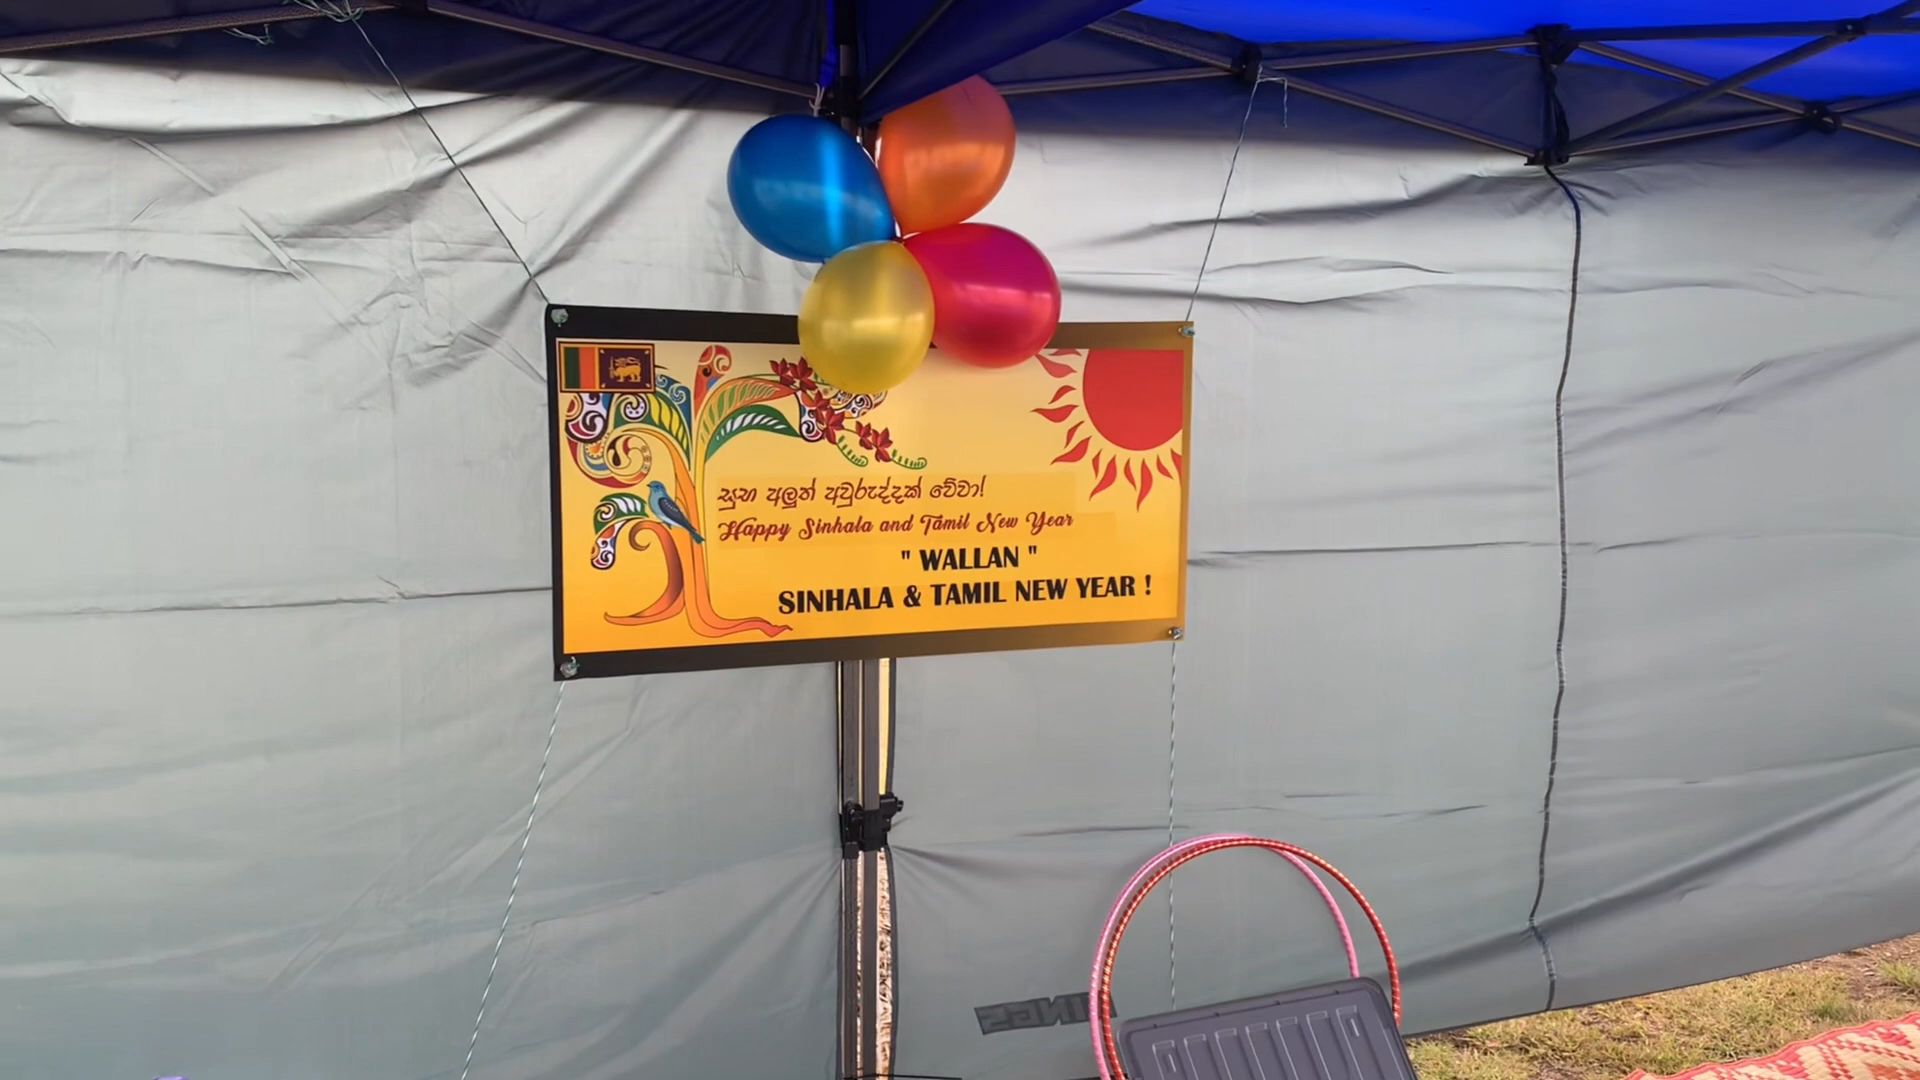 සුභ අලුත් අවුරුද්දක් වේවා!
Happy Sinhala and Tamil New Year
" WALLAN "
SINHALA & TAMIL NEW YEAR !